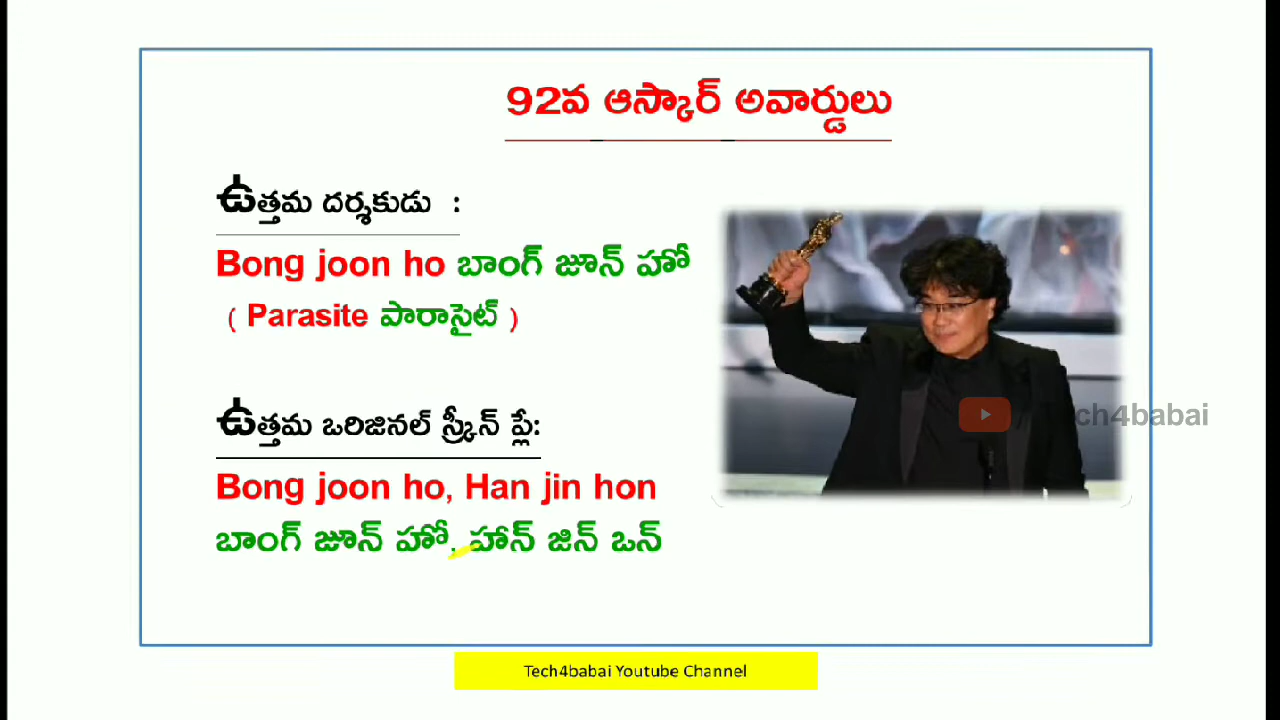 92వ ఆస్కార్ అవార్డులు
ఉత్తమ దర్శకుడు :
Bong joon ho బాంగ్ జూన్ హో
( Parasite పారాసైట్ )
ఉత్తమ ఒరిజినల్ స్క్రీన్ ప్లే:
Bong joon ho, Han jin hon
బాంగ్ జూన్ హో, హాన్ జిన్ ఒన్
Tech4babai
Tech4babai Youtube Channel